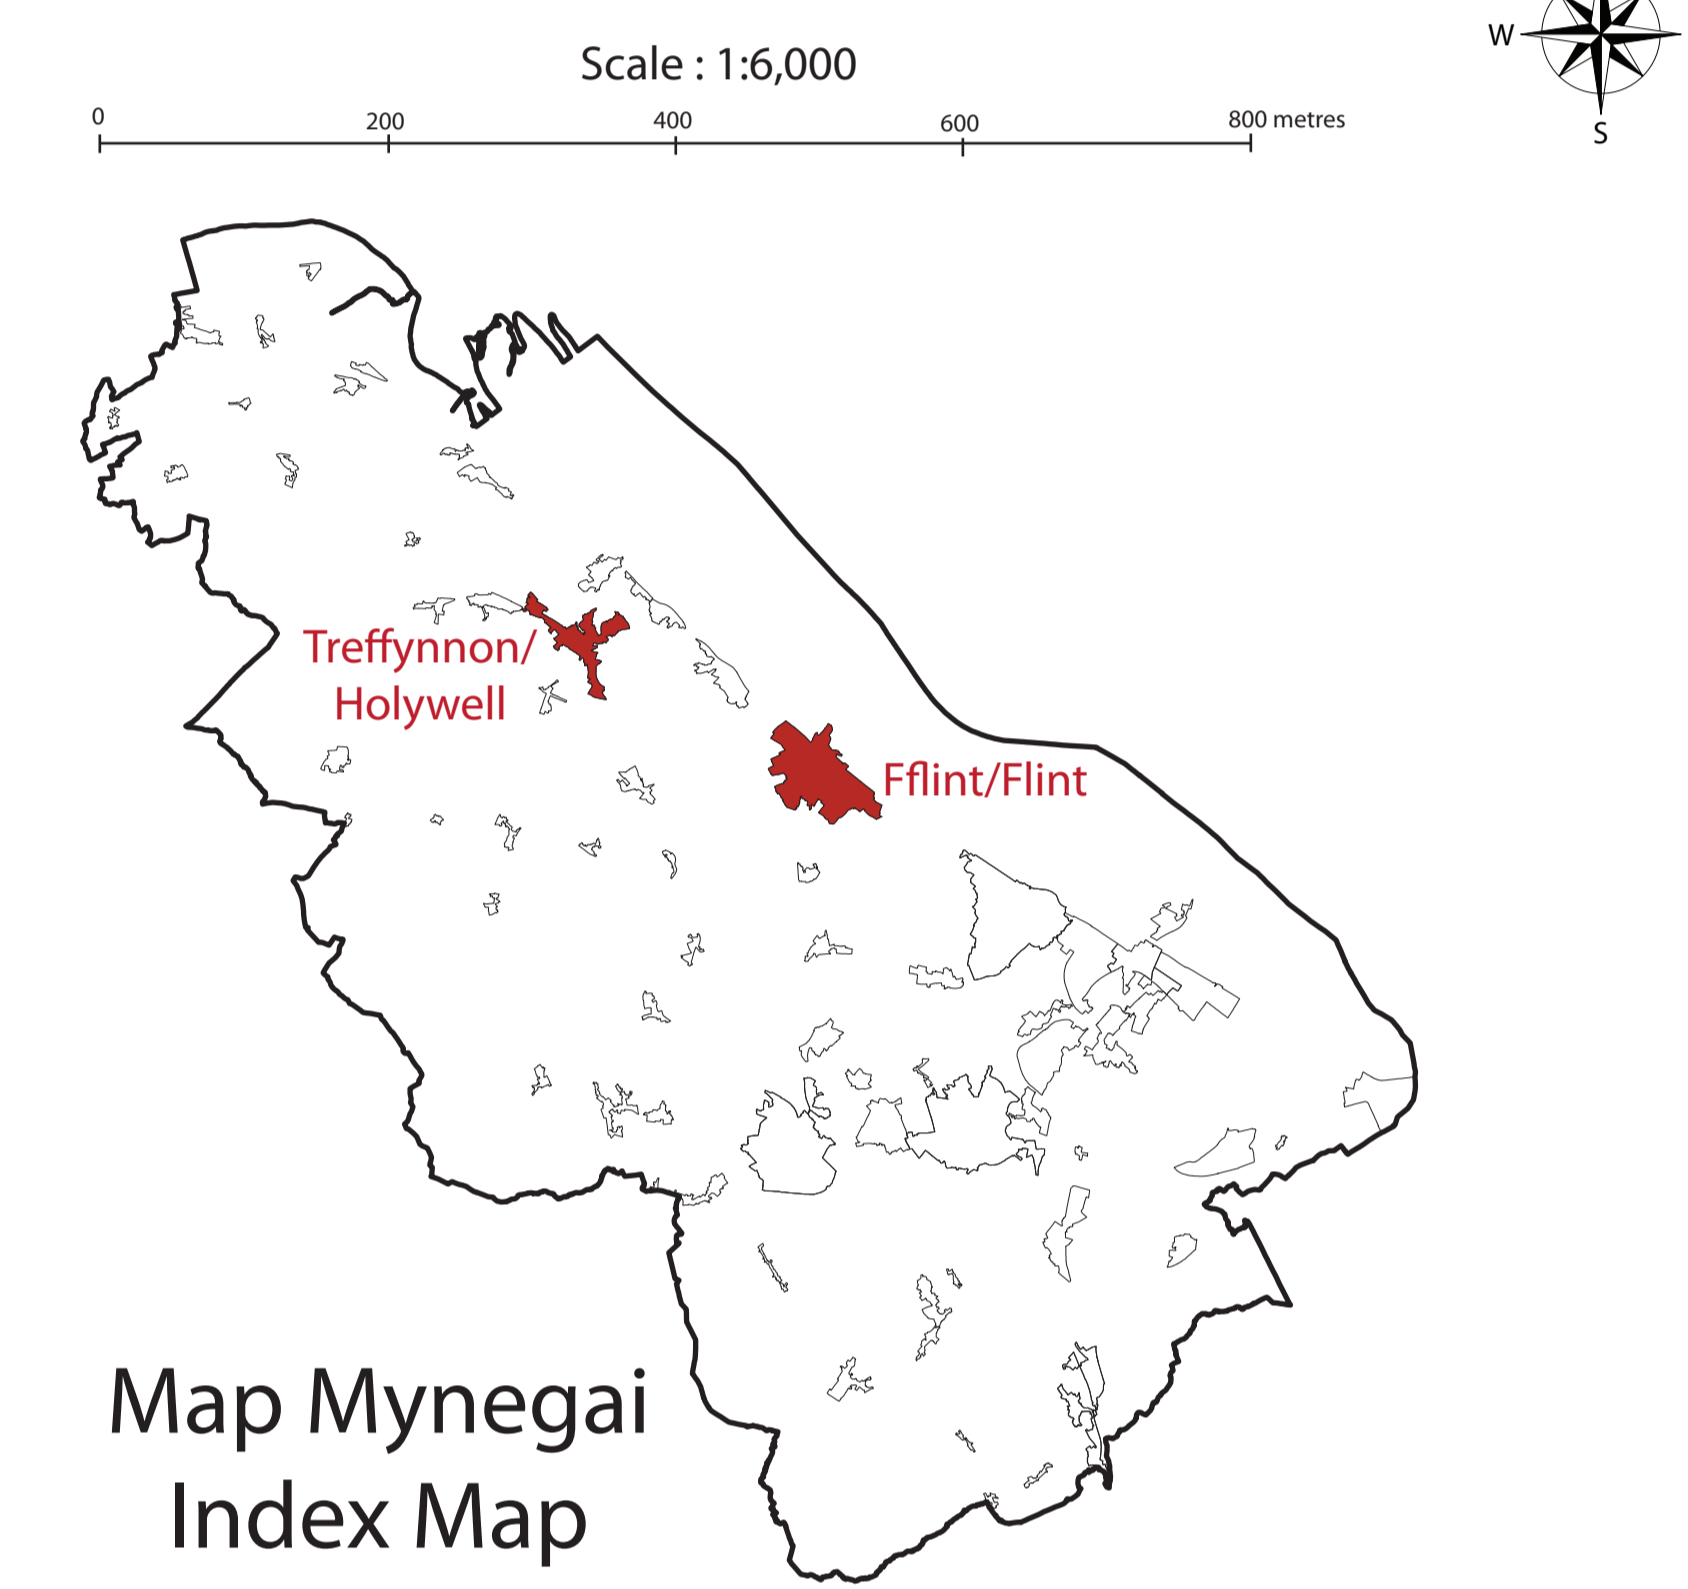 Scale : 1:6,000
W
S
0 200 400 600 800 metres
Treffynnon/
Holywell
Fflint/Flint
Map Mynegai
Index Map